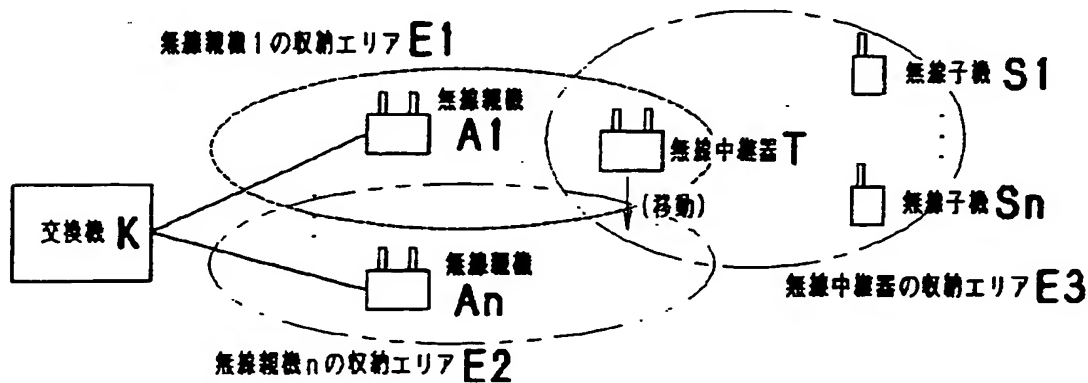 無線親機1の収納エリアE1
無線親機
A1
無線中継器T
(移動)
無線子機S1
無線子機Sn
交換機K
無線親機
An
無線中継器の収納エリアE3
無線親機nの収納エリアE2